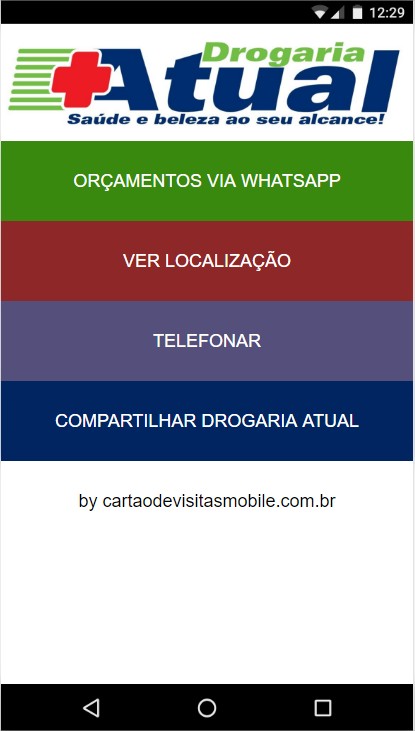 12:29
Drogaria
Atual
Saúde e beleza ao seu alcance!
ORÇAMENTOS VIA WHATSAPP
VER LOCALIZAÇÃO
TELEFONAR
COMPARTILHAR DROGARIA ATUAL
by cartaodevisitasmobile.com.br